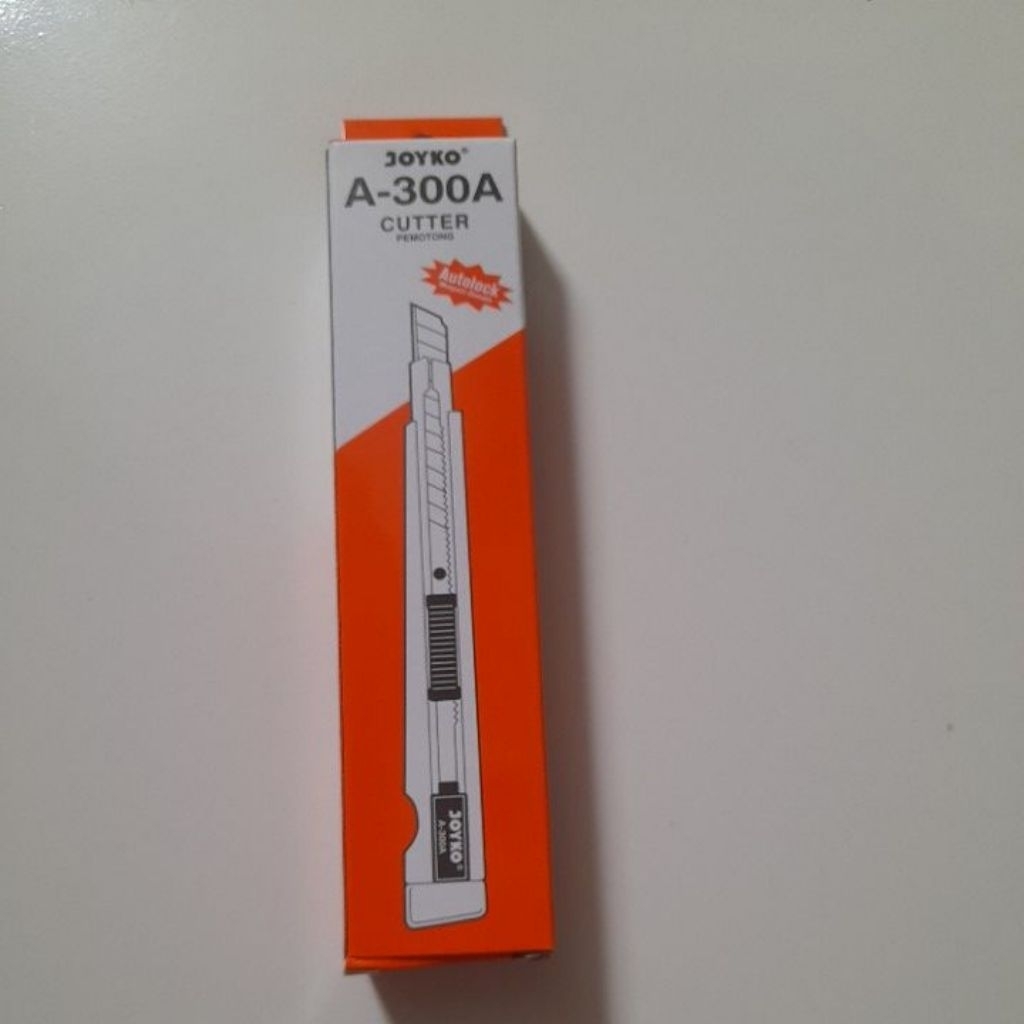 JOYKO®
A-300A
CUTTER
PEMOTONG
Autolock
JOYKO®
A-300A